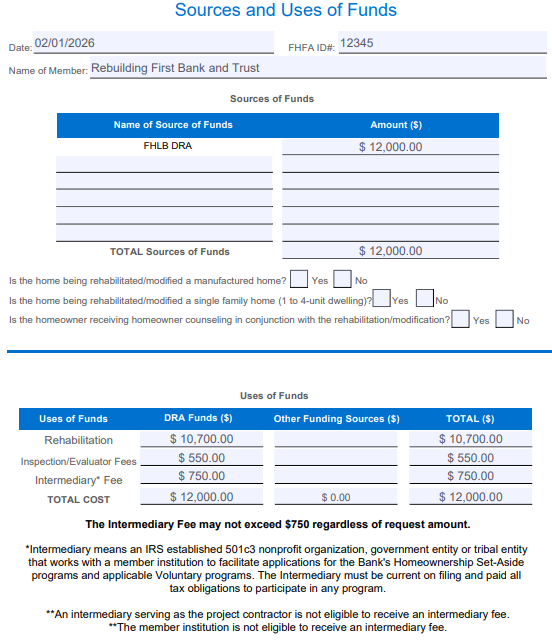 Sources and Uses of Funds
Date: 02/01/2026 FHFA ID#: 12345
Name of Member: Rebuilding First Bank and Trust
Sources of Funds
Name of Source of Funds Amount ($)
FHLB DRA $ 12,000.00
TOTAL Sources of Funds $ 12,000.00
Is the home being rehabilitated/modified a manufactured home? Yes No
Is the home being rehabilitated/modified a single family home (1 to 4-unit dwelling)? Yes No
Is the homeowner receiving homeowner counseling in conjunction with the rehabilitation/modification? Yes No
Uses of Funds
Uses of Funds DRA Funds ($) Other Funding Sources ($) TOTAL ($)
Rehabilitation $ 10,700.00 $ 10,700.00
Inspection/Evaluator Fees $ 550.00 $ 550.00
Intermediary* Fee $ 750.00 $ 750.00
TOTAL COST $ 12,000.00 $ 0.00 $ 12,000.00
The Intermediary Fee may not exceed $750 regardless of request amount.
*Intermediary means an IRS established 501c3 nonprofit organization, government entity or tribal entity
that works with a member institution to facilitate applications for the Bank's Homeownership Set-Aside
programs and applicable Voluntary programs. The Intermediary must be current on filing and paid all
tax obligations to participate in any program.
**An intermediary serving as the project contractor is not eligible to receive an intermediary fee.
**The member institution is not eligible to receive an intermediary fee.